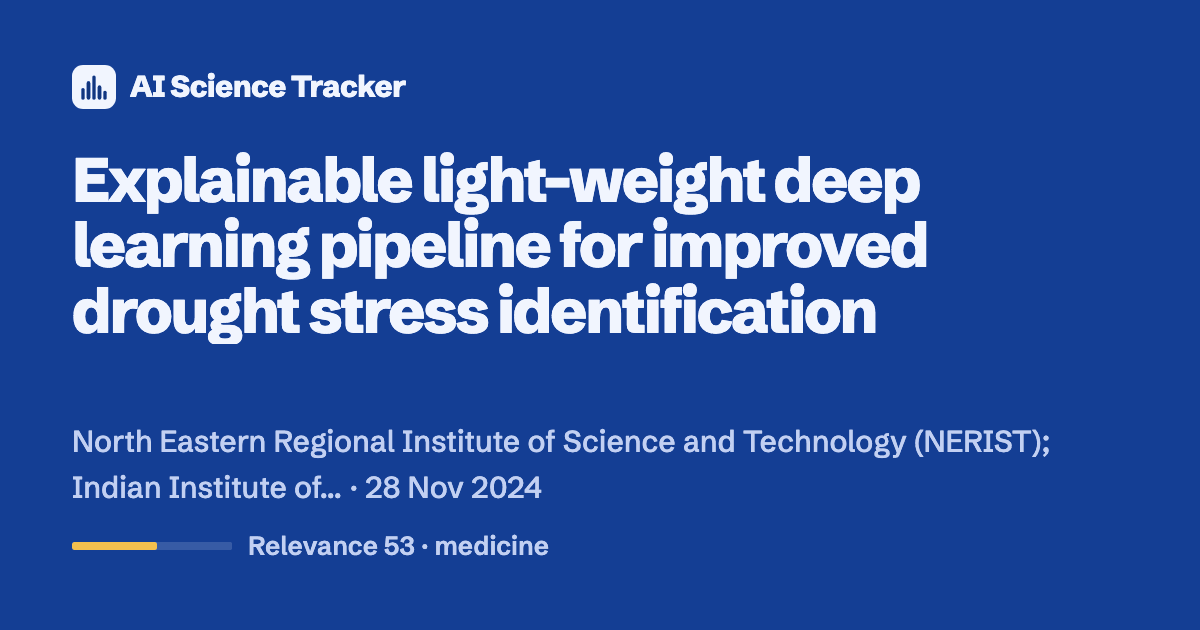 AI Science Tracker
Explainable light-weight deep
learning pipeline for improved
drought stress identification
North Eastern Regional Institute of Science and Technology (NERIST);
Indian Institute of... · 28 Nov 2024
Relevance 53 · medicine